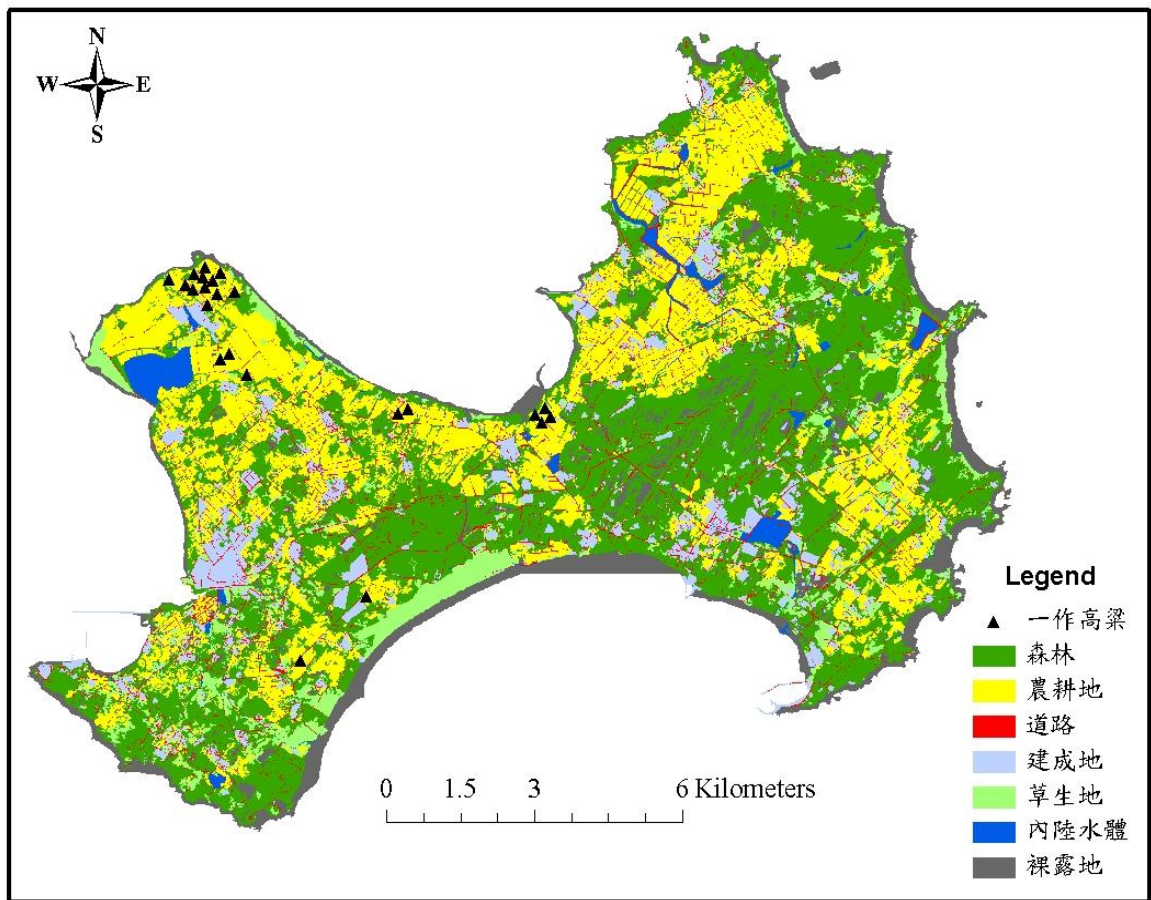 N
W E
S
Legend
一作高粱
森林
農耕地
道路
建成地
草生地
內陸水體
裸露地
0 1.5 3 6 Kilometers